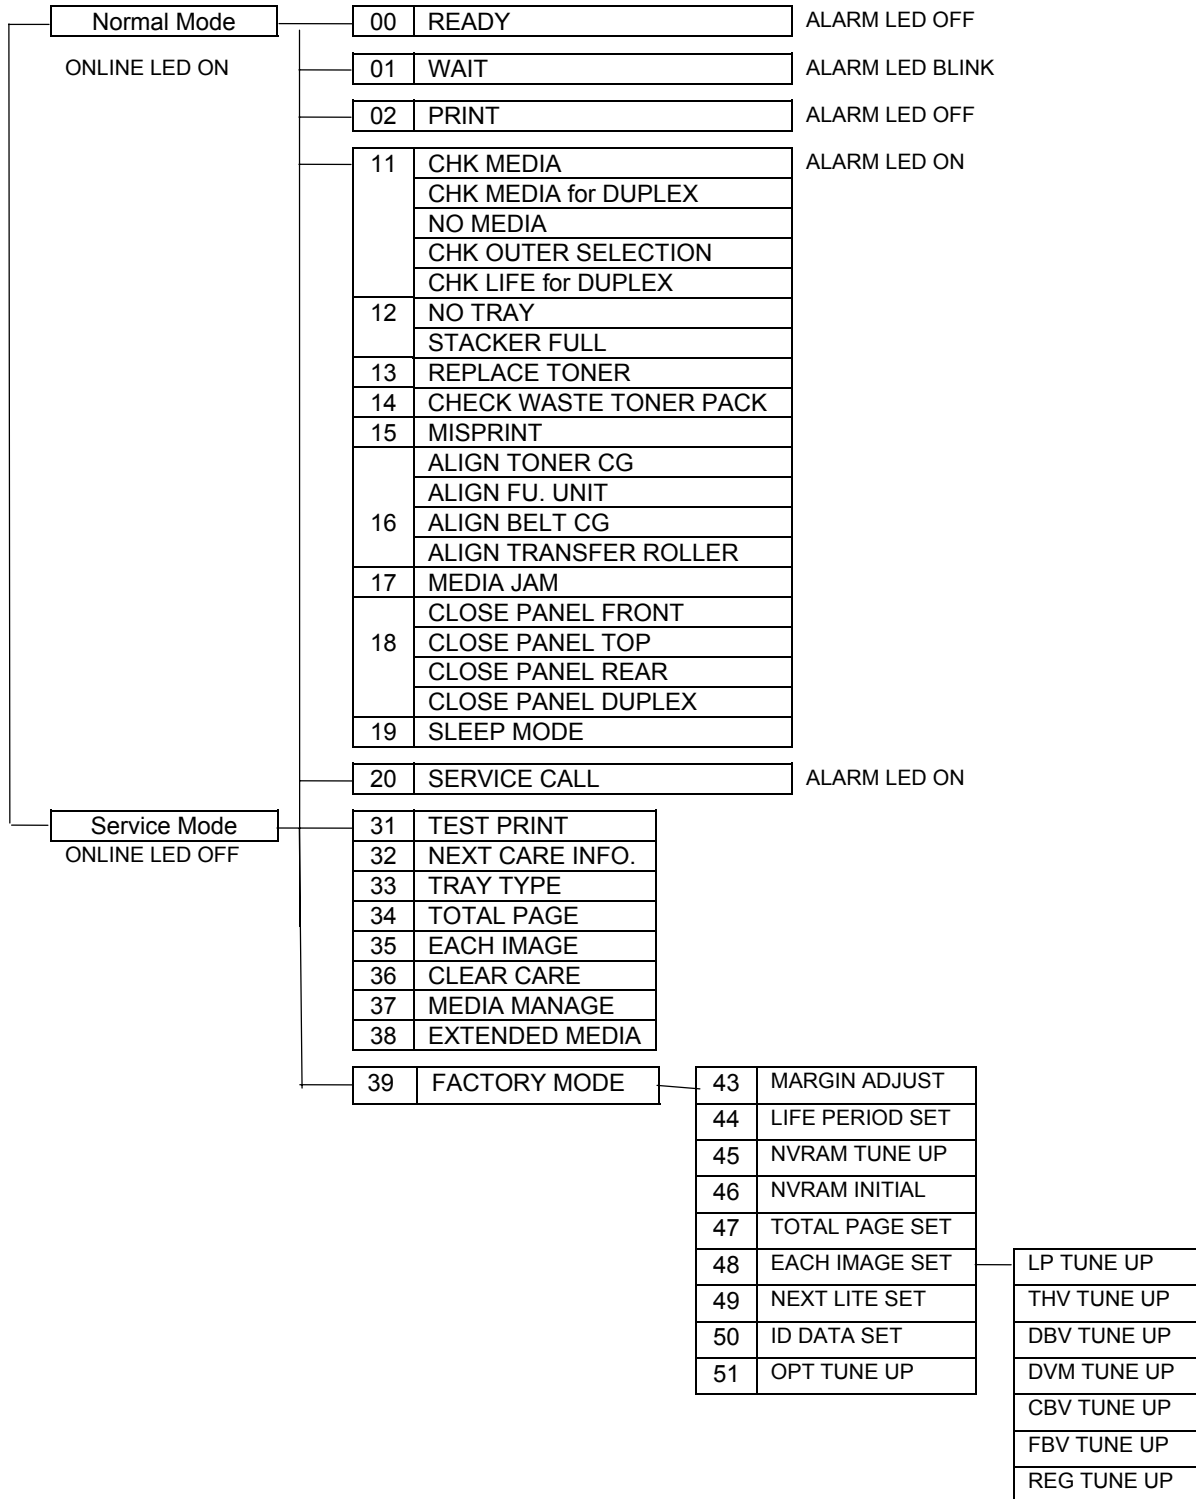 Normal Mode 00 READY ALARM LED OFF
ONLINE LED ON 01 WAIT ALARM LED BLINK
02 PRINT ALARM LED OFF
11 CHK MEDIA ALARM LED ON
CHK MEDIA for DUPLEX
NO MEDIA
CHK OUTER SELECTION
CHK LIFE for DUPLEX
12 NO TRAY
STACKER FULL
13 REPLACE TONER
14 CHECK WASTE TONER PACK
15 MISPRINT
ALIGN TONER CG
ALIGN FU. UNIT
16 ALIGN BELT CG
ALIGN TRANSFER ROLLER
17 MEDIA JAM
CLOSE PANEL FRONT
18 CLOSE PANEL TOP
CLOSE PANEL REAR
CLOSE PANEL DUPLEX
19 SLEEP MODE
20 SERVICE CALL ALARM LED ON
Service Mode 31 TEST PRINT
ONLINE LED OFF 32 NEXT CARE INFO.
33 TRAY TYPE
34 TOTAL PAGE
35 EACH IMAGE
36 CLEAR CARE
37 MEDIA MANAGE
38 EXTENDED MEDIA
39 FACTORY MODE 43 MARGIN ADJUST
44 LIFE PERIOD SET
45 NVRAM TUNE UP
46 NVRAM INITIAL
47 TOTAL PAGE SET
48 EACH IMAGE SET LP TUNE UP
49 NEXT LITE SET THV TUNE UP
50 ID DATA SET DBV TUNE UP
51 OPT TUNE UP DVM TUNE UP
CBV TUNE UP
FBV TUNE UP
REG TUNE UP